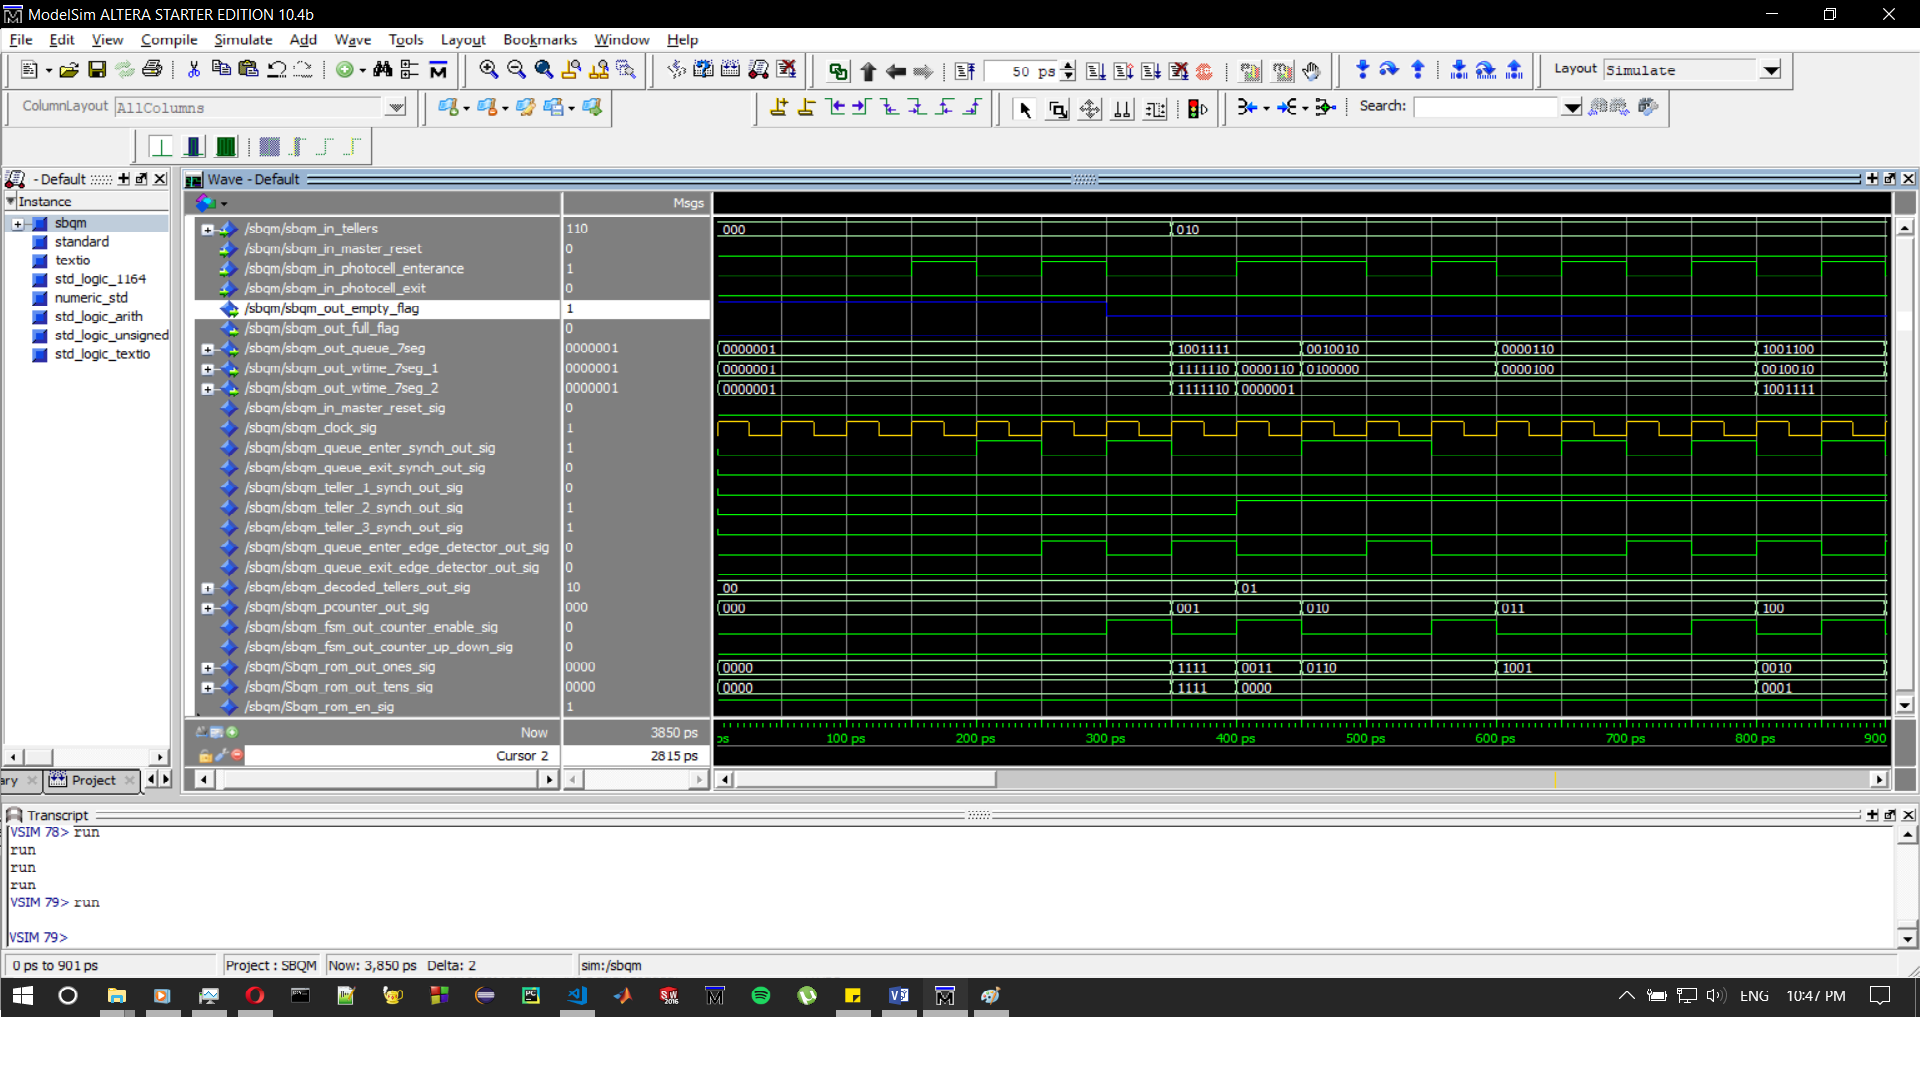 ModelSim ALTERA STARTER EDITION 10.4b
File Edit View Compile Simulate Add Wave Tools Layout Bookmarks Window Help
50 ps Layout Simulate
ColumnLayout AllColumns Search:
- Default Wave - Default
Instance Msgs
sbqm
standard
textio
std_logic_1164
numeric_std
std_logic_arith
std_logic_unsigned
std_logic_textio
/sbqm/sbqm_in_tellers 110 000 010
/sbqm/sbqm_in_master_reset 0
/sbqm/sbqm_in_photocell_enterance 1
/sbqm/sbqm_in_photocell_exit 0
/sbqm/sbqm_out_empty_flag 1
/sbqm/sbqm_out_full_flag 0
/sbqm/sbqm_out_queue_7seg 0000001 0000001 1001111 0010010 0000110 1001100
/sbqm/sbqm_out_wtime_7seg_1 0000001 0000001 1111110 0000110 0100000 0000100 0010010
/sbqm/sbqm_out_wtime_7seg_2 0000001 0000001 1111110 0000001 1001111
/sbqm/sbqm_in_master_reset_sig 0
/sbqm/sbqm_clock_sig 1
/sbqm/sbqm_queue_enter_synch_out_sig 1
/sbqm/sbqm_queue_exit_synch_out_sig 0
/sbqm/sbqm_teller_1_synch_out_sig 0
/sbqm/sbqm_teller_2_synch_out_sig 1
/sbqm/sbqm_teller_3_synch_out_sig 1
/sbqm/sbqm_queue_enter_edge_detector_out_sig 0
/sbqm/sbqm_queue_exit_edge_detector_out_sig 0
/sbqm/sbqm_decoded_tellers_out_sig 10 00 01
/sbqm/sbqm_pcounter_out_sig 000 000 001 010 011 100
/sbqm/sbqm_fsm_out_counter_enable_sig 0
/sbqm/sbqm_fsm_out_counter_up_down_sig 0
/sbqm/Sbqm_rom_out_ones_sig 0000 0000 1111 0011 0110 1001 0010
/sbqm/Sbqm_rom_out_tens_sig 0000 0000 1111 0000 0001
/sbqm/Sbqm_rom_en_sig 1
Now 3850 ps ps 100 ps 200 ps 300 ps 400 ps 500 ps 600 ps 700 ps 800 ps 900
Cursor 2 2815 ps
ary Project
Transcript
VSIM 78> run
run
run
run
VSIM 79> run
VSIM 79>
0 ps to 901 ps Project : SBQM Now: 3,850 ps Delta: 2 sim:/sbqm
SW 2016 ENG 10:47 PM